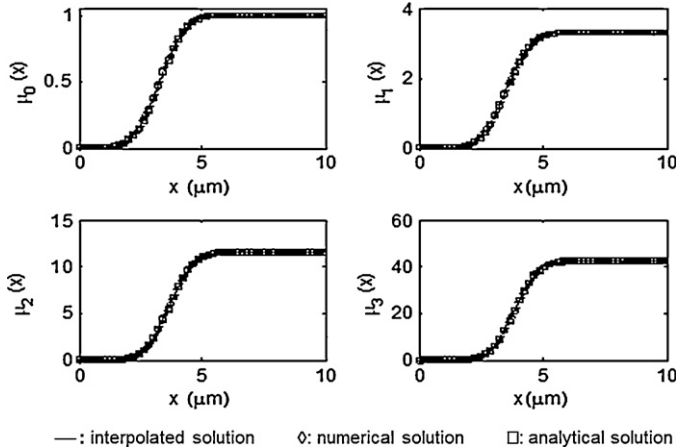 1
0.5
0
μ0(x)
0 5 10
x (μm)
4
2
0
μ1(x)
0 5 10
x (μm)
15
10
5
0
μ2(x)
0 5 10
x (μm)
60
40
20
0
μ3(x)
0 5 10
x (μm)
—: interpolated solution ◊: numerical solution □: analytical solution